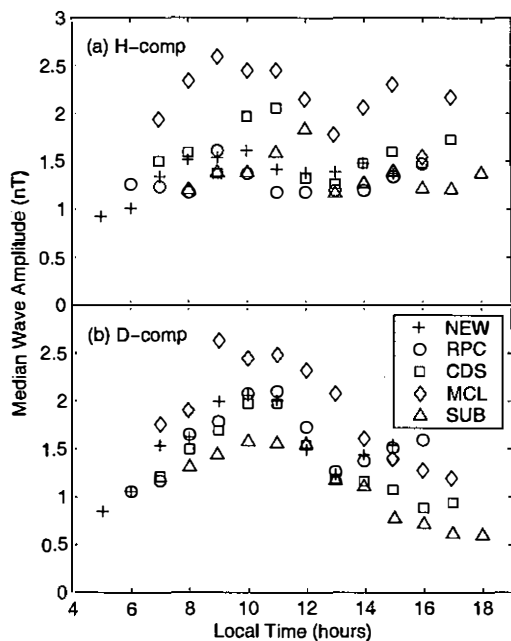 3
(a) H-comp
2.5
2
1.5
1
0.5
0
Median Wave Amplitude (nT)
(b) D-comp
2.5
2
1.5
1
0.5
0
NEW
RPC
CDS
MCL
SUB
4 6 8 10 12 14 16 18
Local Time (hours)